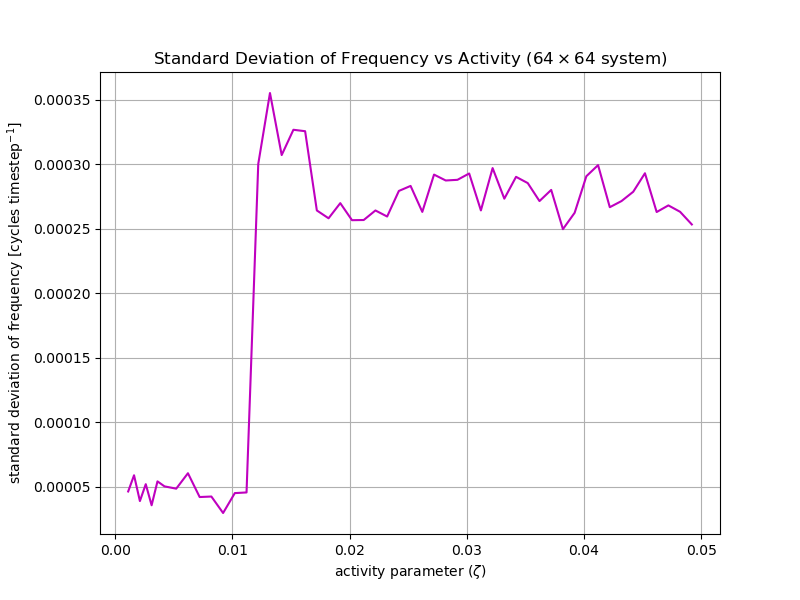 Standard Deviation of Frequency vs Activity (64 × 64 system)
0.00035
0.00030
0.00025
0.00020
0.00015
0.00010
0.00005
standard deviation of frequency [cycles timestep⁻¹]
0.00 0.01 0.02 0.03 0.04 0.05
activity parameter (ζ)